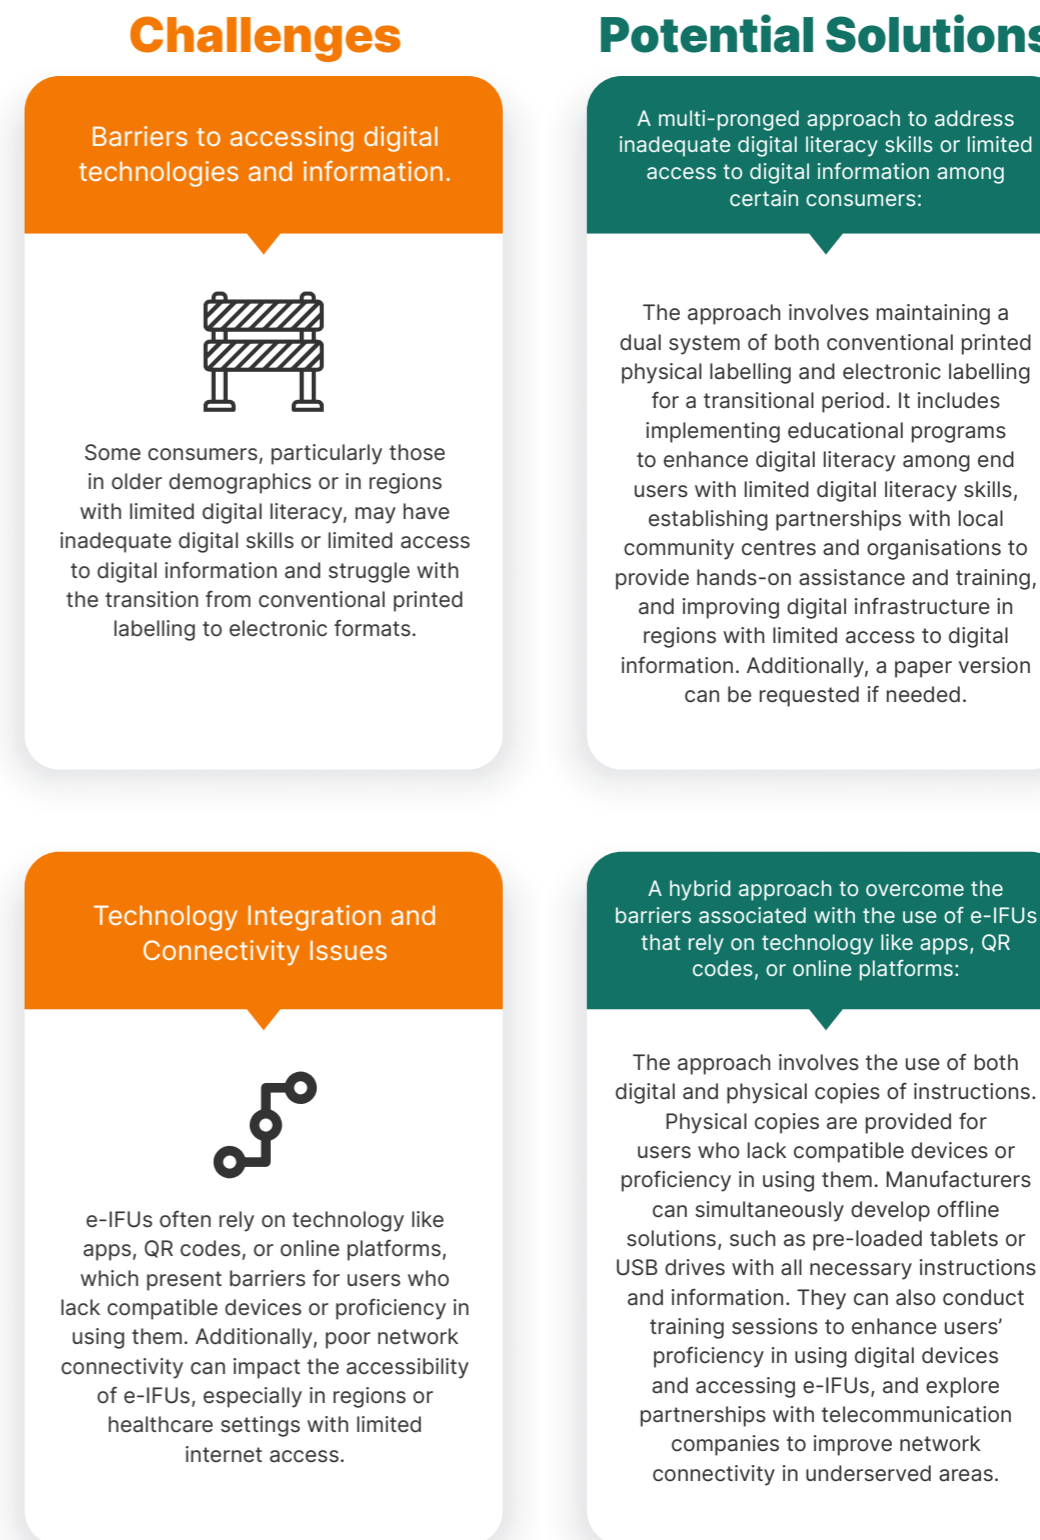 Challenges
Potential Solutions
Barriers to accessing digital
technologies and information.
Some consumers, particularly those
in older demographics or in regions
with limited digital literacy, may have
inadequate digital skills or limited access
to digital information and struggle with
the transition from conventional printed
labelling to electronic formats.
A multi-pronged approach to address
inadequate digital literacy skills or limited
access to digital information among
certain consumers:
The approach involves maintaining a
dual system of both conventional printed
physical labelling and electronic labelling
for a transitional period. It includes
implementing educational programs
to enhance digital literacy among end
users with limited digital literacy skills,
establishing partnerships with local
community centres and organisations to
provide hands-on assistance and training,
and improving digital infrastructure in
regions with limited access to digital
information. Additionally, a paper version
can be requested if needed.
Technology Integration and
Connectivity Issues
e-IFUs often rely on technology like
apps, QR codes, or online platforms,
which present barriers for users who
lack compatible devices or proficiency in
using them. Additionally, poor network
connectivity can impact the accessibility
of e-IFUs, especially in regions or
healthcare settings with limited
internet access.
A hybrid approach to overcome the
barriers associated with the use of e-IFUs
that rely on technology like apps, QR
codes, or online platforms:
The approach involves the use of both
digital and physical copies of instructions.
Physical copies are provided for
users who lack compatible devices or
proficiency in using them. Manufacturers
can simultaneously develop offline
solutions, such as pre-loaded tablets or
USB drives with all necessary instructions
and information. They can also conduct
training sessions to enhance users’
proficiency in using digital devices
and accessing e-IFUs, and explore
partnerships with telecommunication
companies to improve network
connectivity in underserved areas.